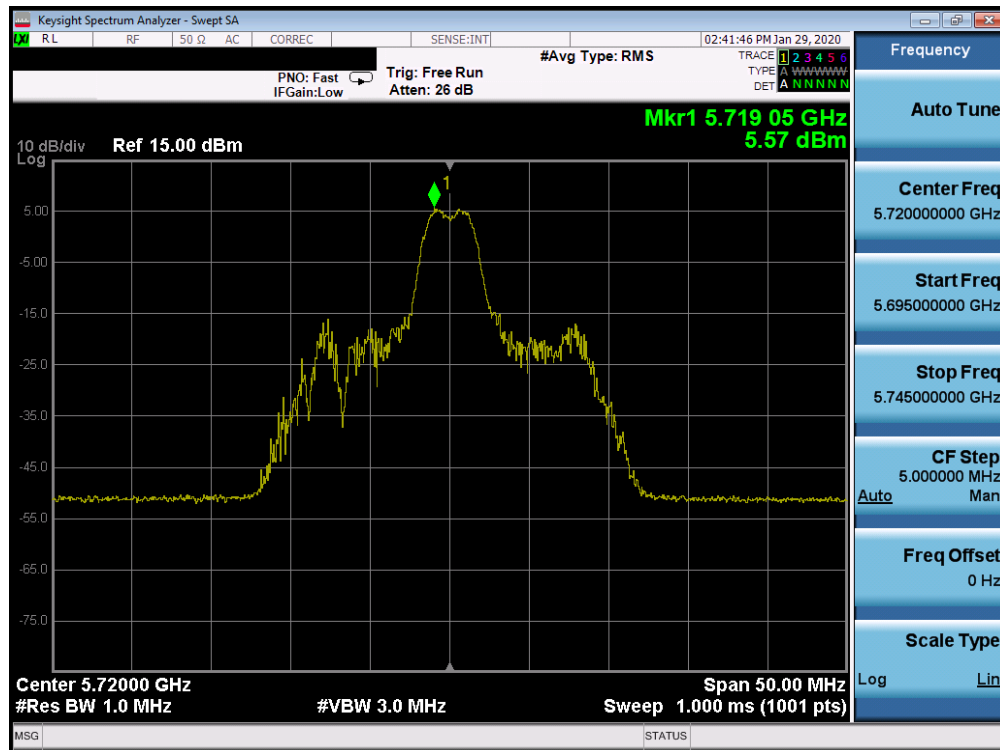 Keysight Spectrum Analyzer - Swept SA
LXI RL RF 50 Ω AC CORREC SENSE:INT 02:41:46 PM Jan 29, 2020
PNO: Fast
IFGain:Low
Trig: Free Run
Atten: 26 dB
#Avg Type: RMS
TRACE 1 2 3 4 5 6
TYPE A WWWWW
DET A N N N N N
Mkr1 5.719 05 GHz
5.57 dBm
10 dB/div
Log
Ref 15.00 dBm
1
5.00
-5.00
-15.0
-25.0
-35.0
-45.0
-55.0
-65.0
-75.0
Center 5.72000 GHz
Span 50.00 MHz
#Res BW 1.0 MHz
#VBW 3.0 MHz
Sweep 1.000 ms (1001 pts)
MSG
STATUS
Frequency
Auto Tune
Center Freq
5.720000000 GHz
Start Freq
5.695000000 GHz
Stop Freq
5.745000000 GHz
CF Step
5.000000 MHz
Auto Man
Freq Offset
0 Hz
Scale Type
Log Lin